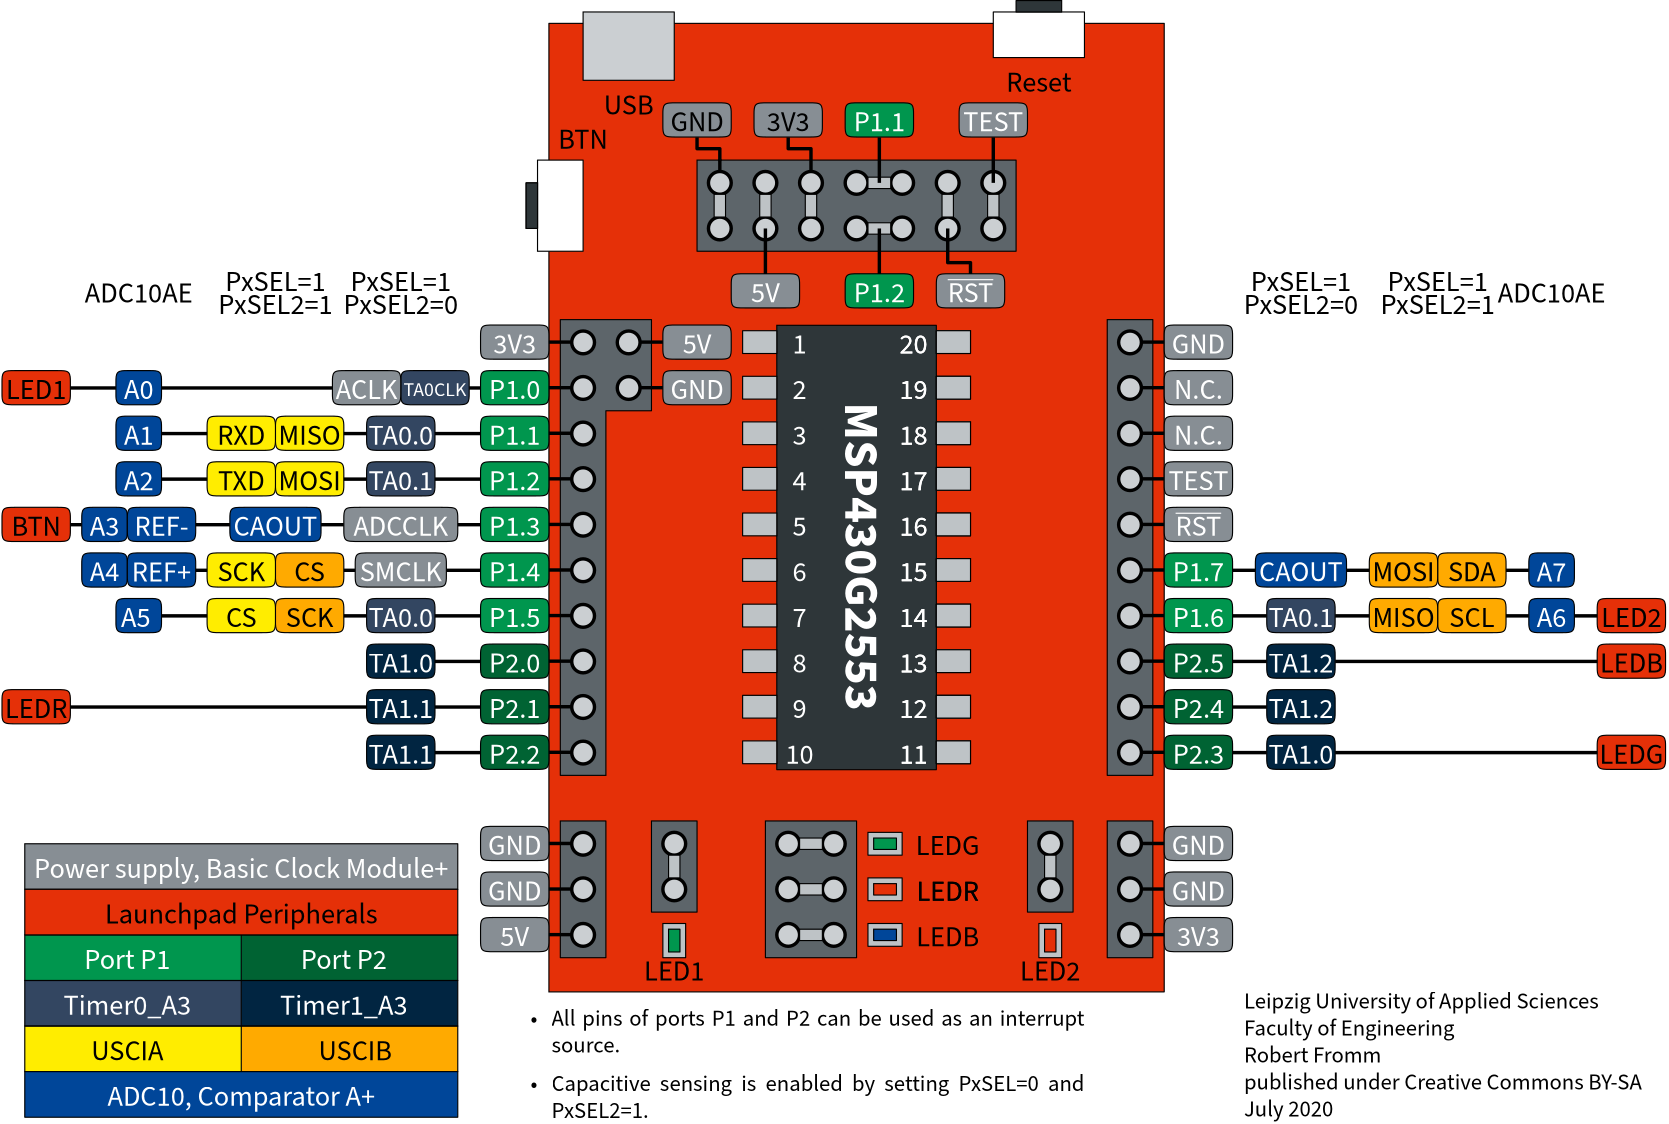 Reset
USB
GND 3V3 P1.1 TEST
BTN
5V P1.2 RST
ADC10AE PxSEL=1 PxSEL=1
PxSEL2=1 PxSEL2=0
PxSEL=1 PxSEL=1 ADC10AE
PxSEL2=0 PxSEL2=1
3V3 5V 1 20 GND
LED1 A0 ACLK TA0CLK P1.0 GND 2 19 N.C.
A1 RXD MISO TA0.0 P1.1 3 18 N.C.
A2 TXD MOSI TA0.1 P1.2 4 17 TEST
BTN A3 REF- CAOUT ADCCLK P1.3 5 16 RST
A4 REF+ SCK CS SMCLK P1.4 6 15 P1.7 CAOUT MOSI SDA A7
A5 CS SCK TA0.0 P1.5 7 14 P1.6 TA0.1 MISO SCL A6 LED2
TA1.0 P2.0 8 13 P2.5 TA1.2 LEDB
LEDR TA1.1 P2.1 9 12 P2.4 TA1.2
TA1.1 P2.2 10 11 P2.3 TA1.0 LEDG
MSP430G2553
GND LEDG GND
GND LEDR GND
5V LEDB 3V3
LED1 LED2
Power supply, Basic Clock Module+
Launchpad Peripherals
Port P1 Port P2
Timer0_A3 Timer1_A3
USCIA USCIB
ADC10, Comparator A+
• All pins of ports P1 and P2 can be used as an interrupt
source.
• Capacitive sensing is enabled by setting PxSEL=0 and
PxSEL2=1.
Leipzig University of Applied Sciences
Faculty of Engineering
Robert Fromm
published under Creative Commons BY-SA
July 2020